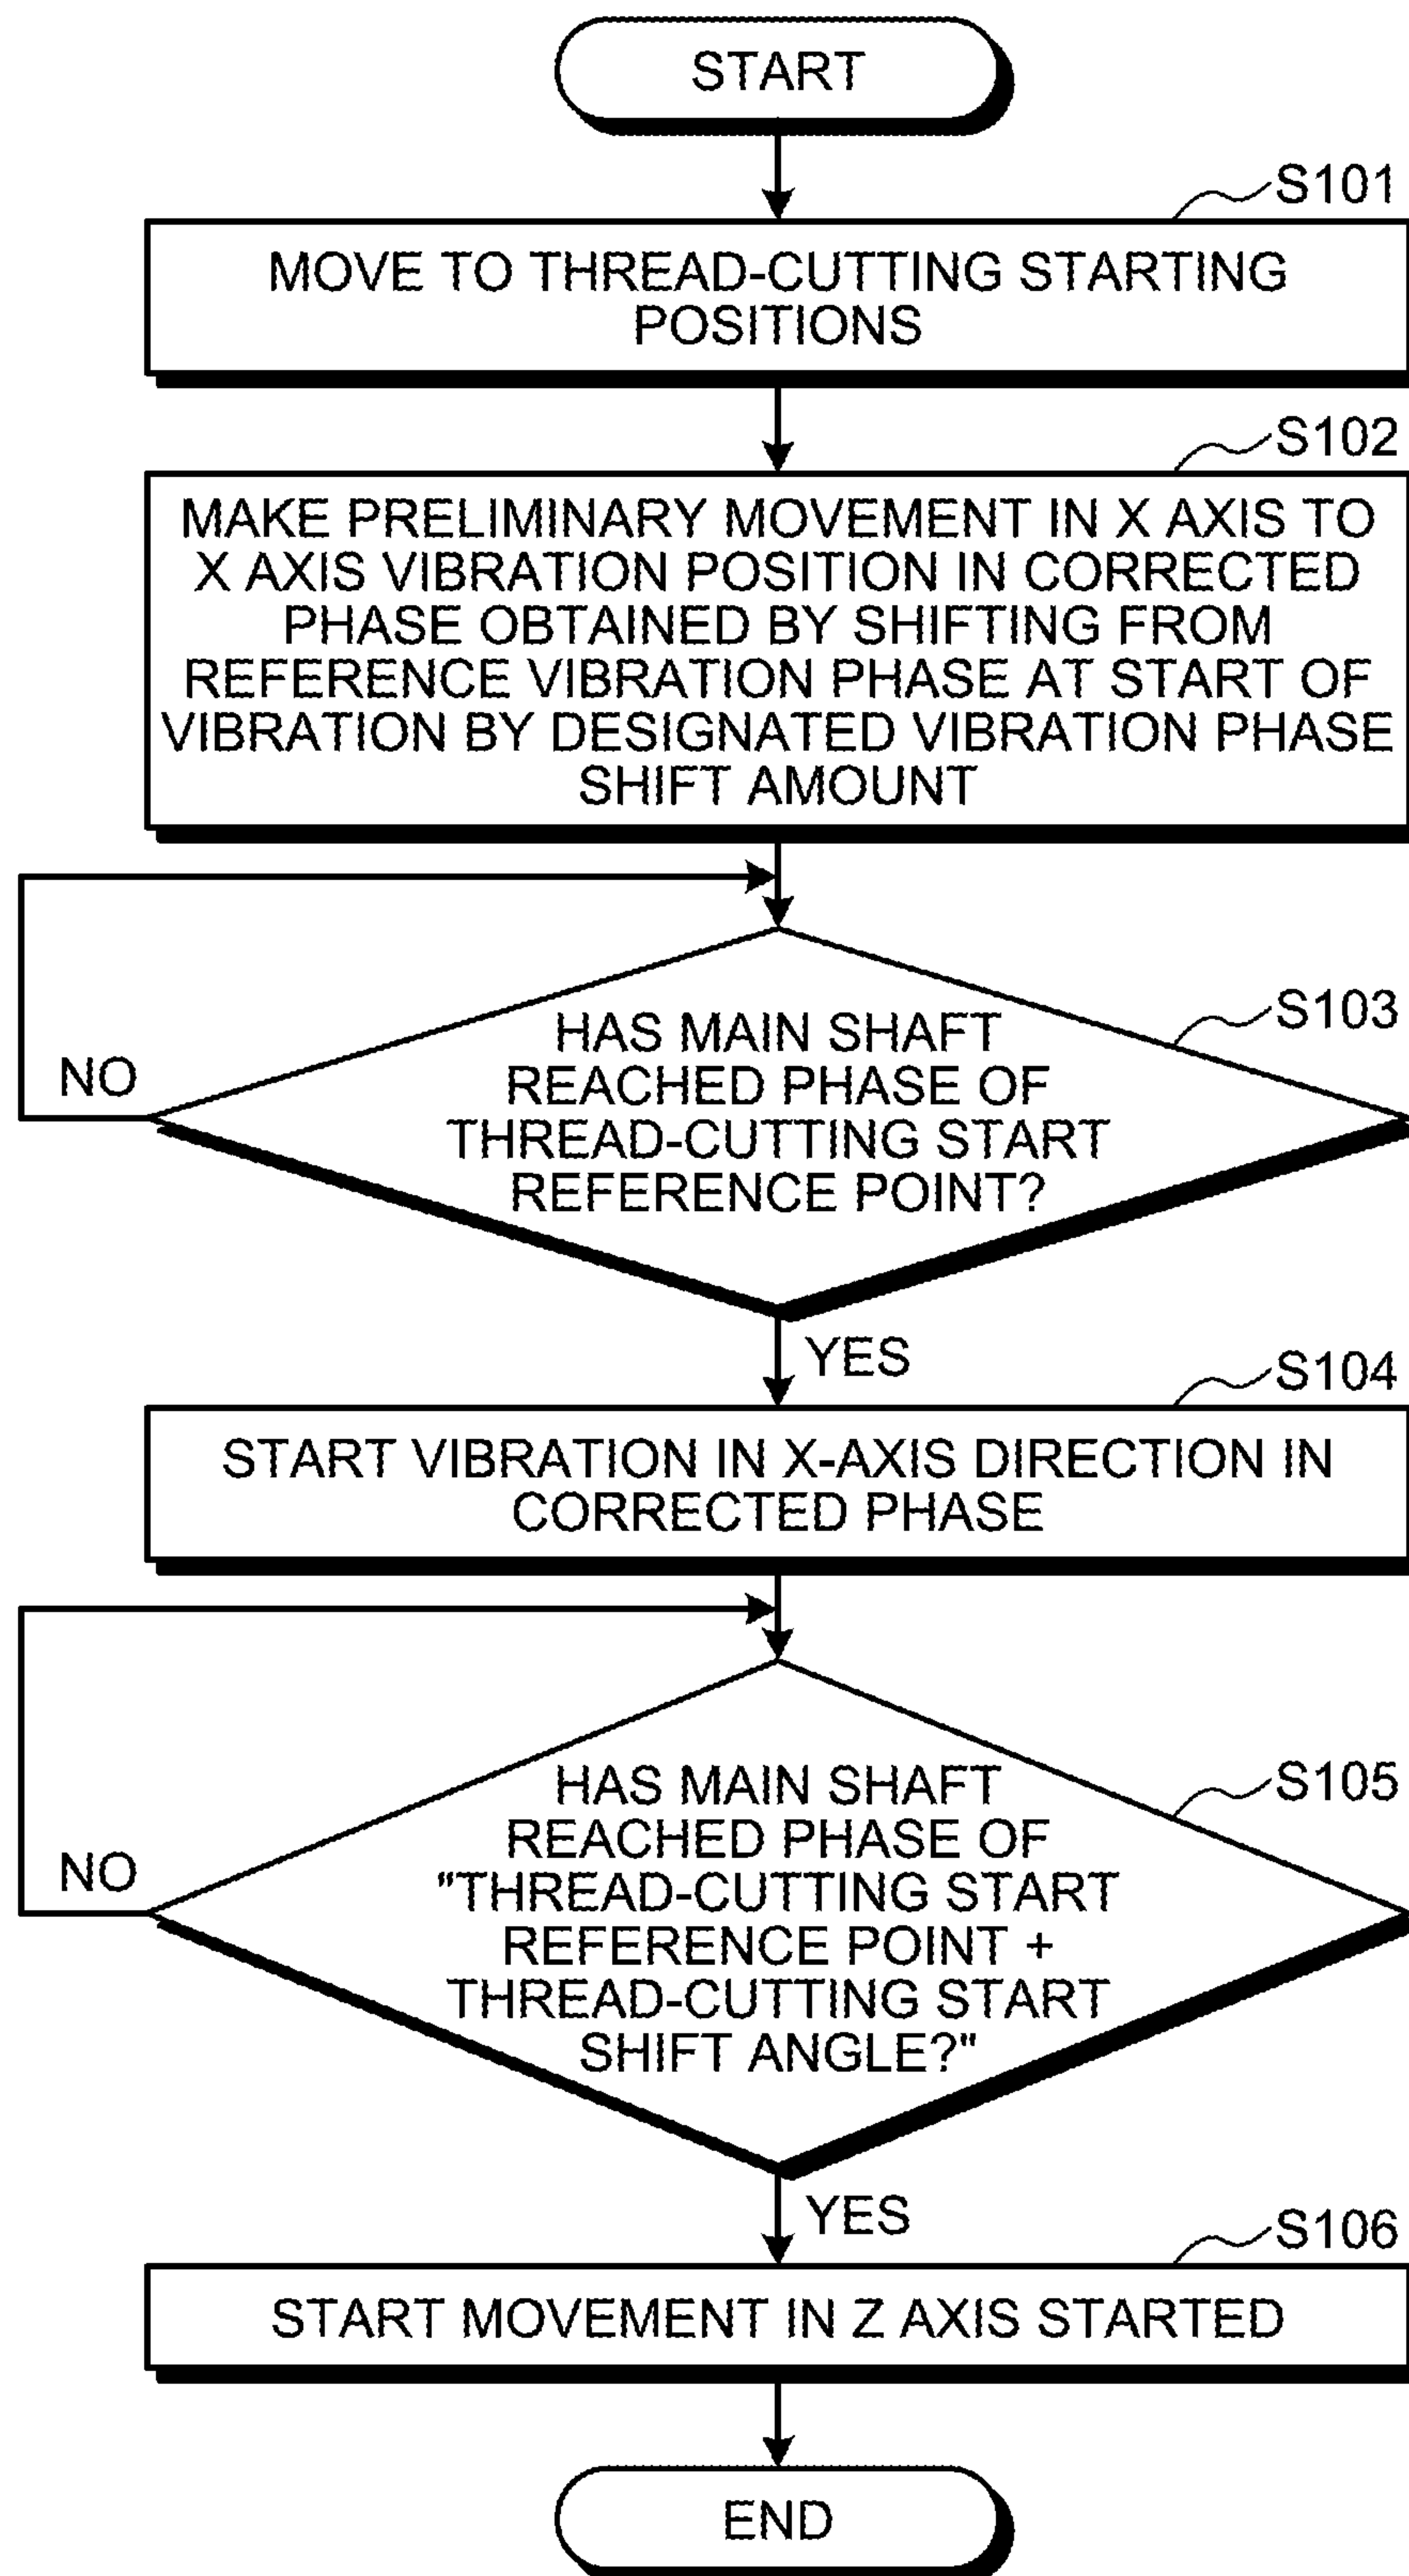 START
S101
MOVE TO THREAD-CUTTING STARTING
POSITIONS
S102
MAKE PRELIMINARY MOVEMENT IN X AXIS TO
X AXIS VIBRATION POSITION IN CORRECTED
PHASE OBTAINED BY SHIFTING FROM
REFERENCE VIBRATION PHASE AT START OF
VIBRATION BY DESIGNATED VIBRATION PHASE
SHIFT AMOUNT
S103
HAS MAIN SHAFT
REACHED PHASE OF
THREAD-CUTTING START
REFERENCE POINT?
NO
YES
S104
START VIBRATION IN X-AXIS DIRECTION IN
CORRECTED PHASE
S105
HAS MAIN SHAFT
REACHED PHASE OF
"THREAD-CUTTING START
REFERENCE POINT +
THREAD-CUTTING START
SHIFT ANGLE?"
NO
YES
S106
START MOVEMENT IN Z AXIS STARTED
END